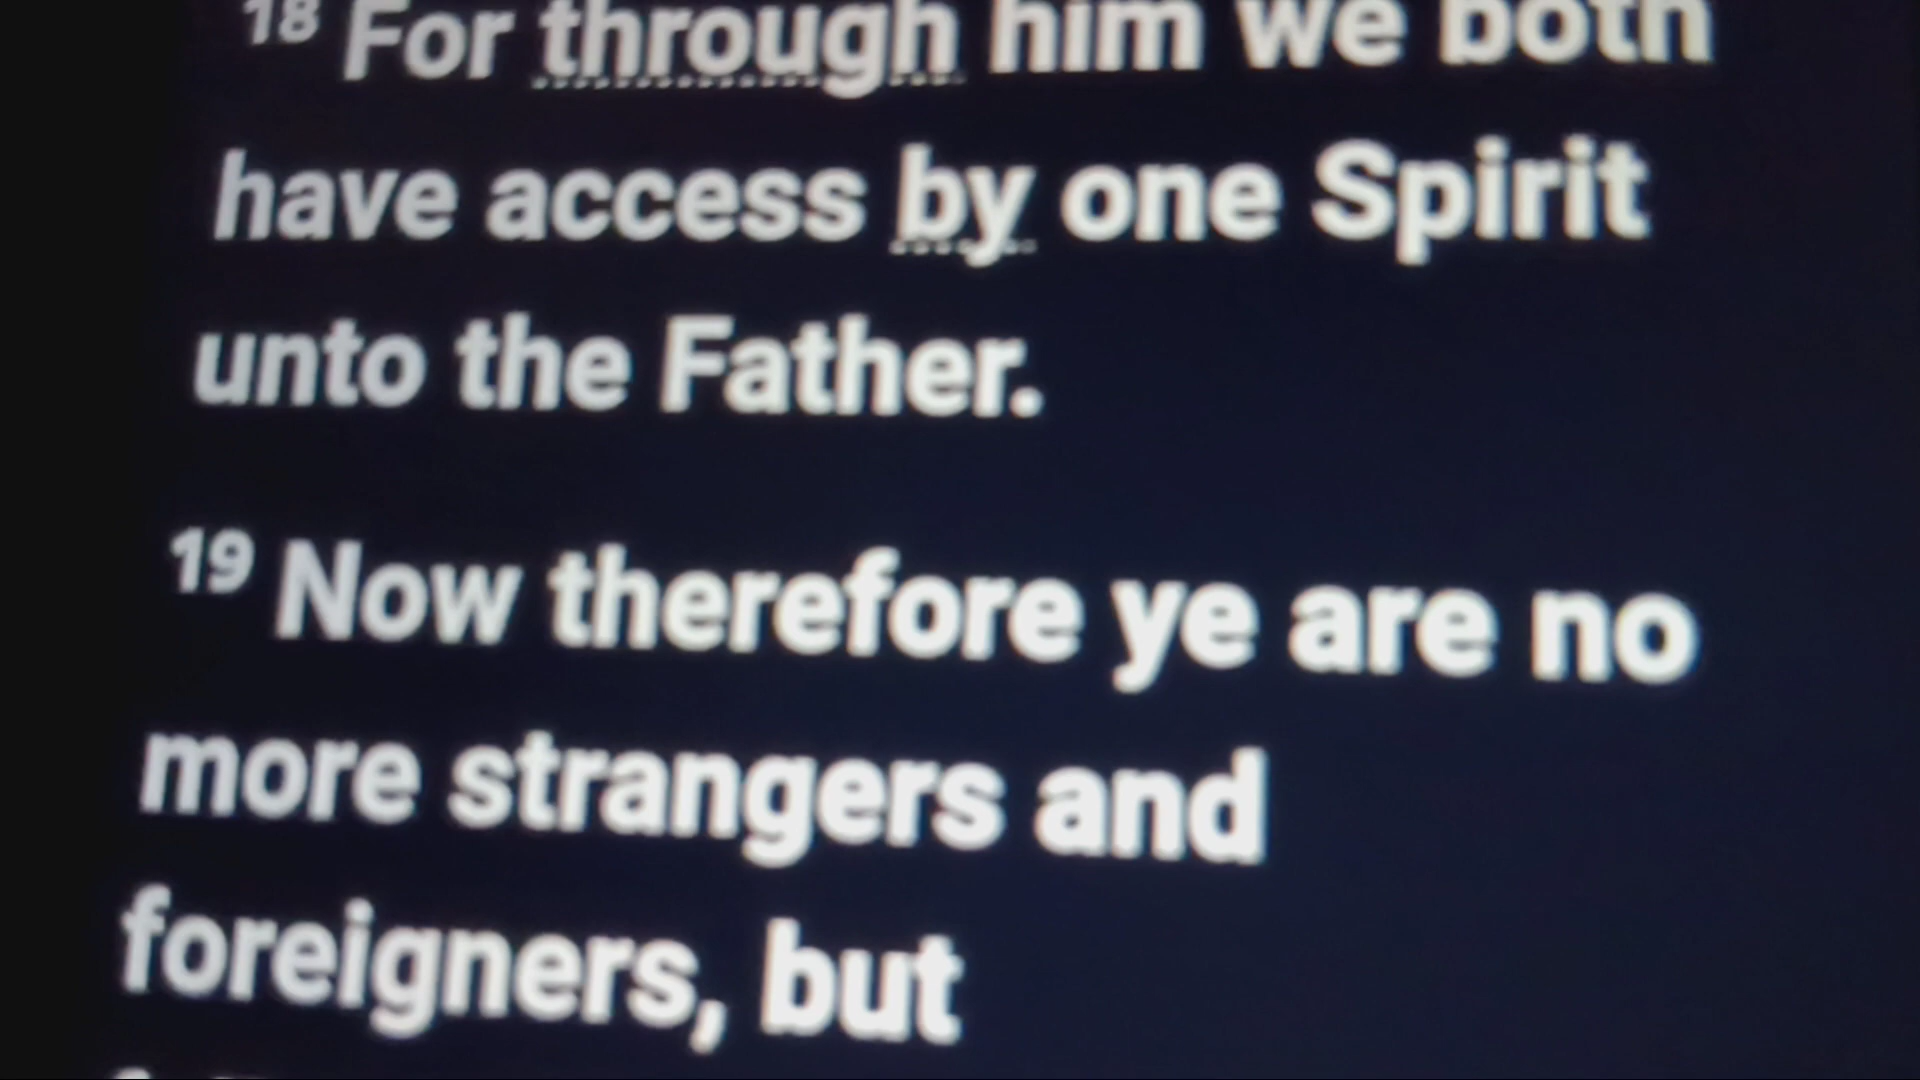 18 For through him we both
have access by one Spirit
unto the Father.
19 Now therefore ye are no
more strangers and
foreigners, but